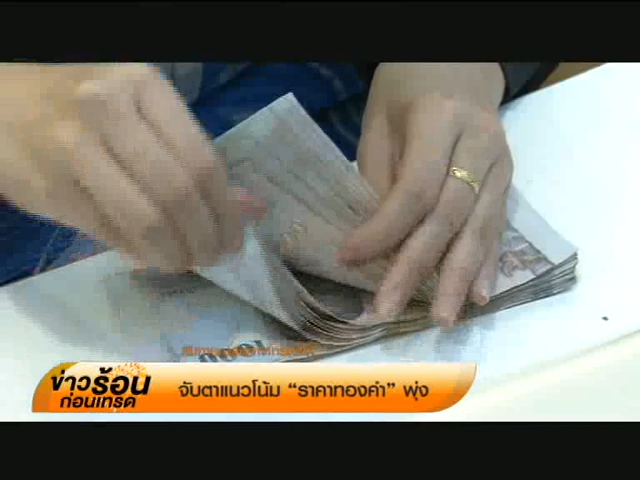 ข่าวร้อน
ก่อนเทรด
จับตาแนวโน้ม “ราคาทองคำ” พุ่ง